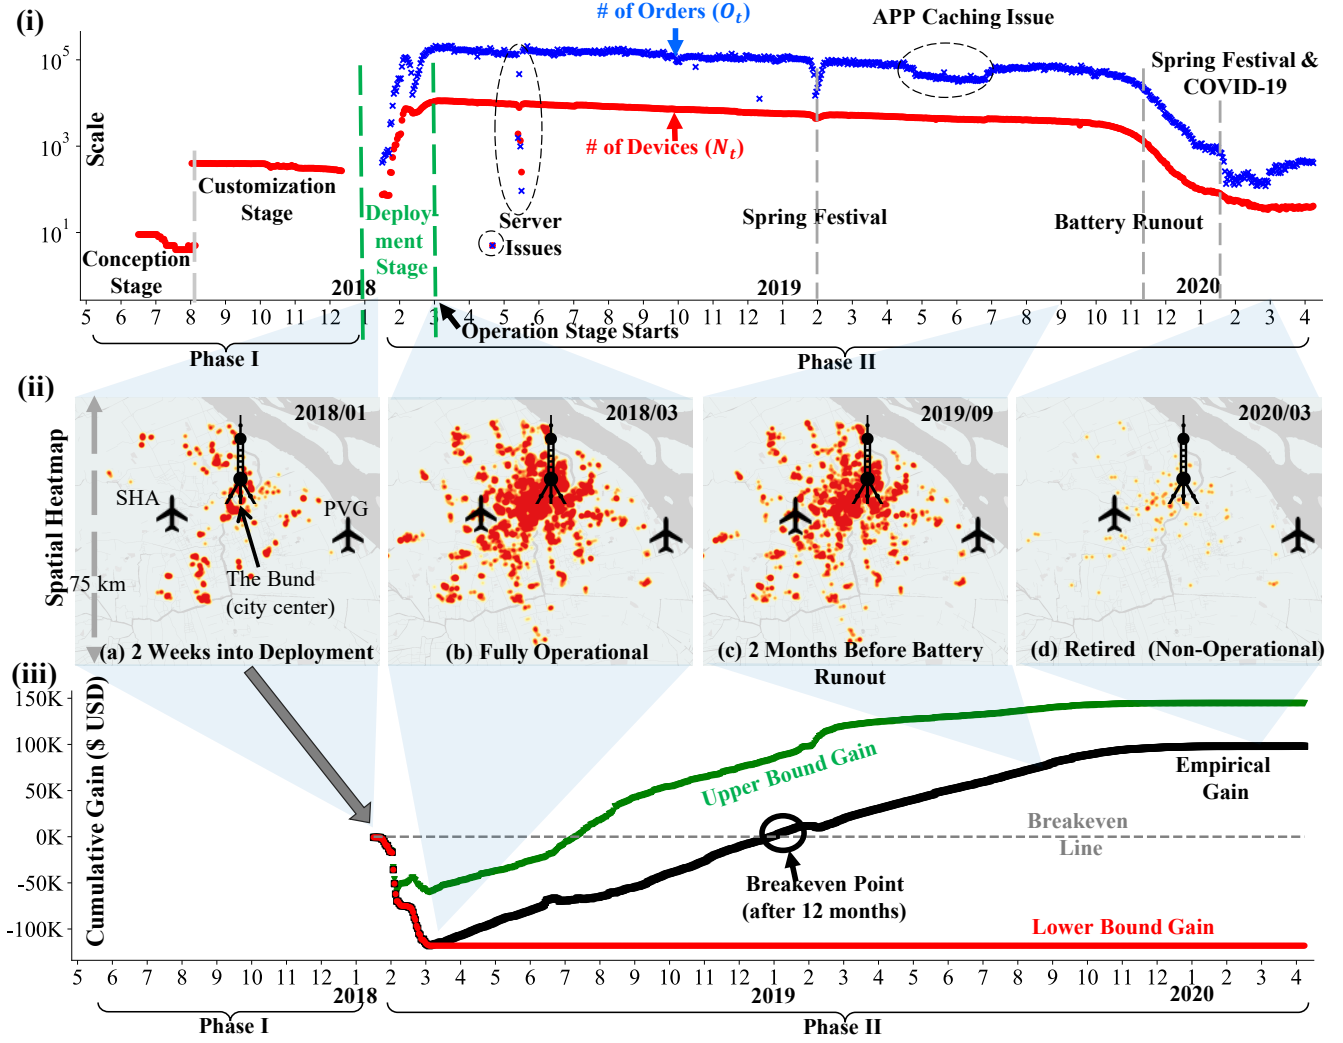 (i)
# of Orders (Oₜ)
APP Caching Issue
Spring Festival &
COVID-19
10⁵
10³
10¹
Scale
# of Devices (Nₜ)
Customization
Stage
Conception
Stage
Deploy-
ment
Stage
Server
Issues
Spring Festival
Battery Runout
2018
2019
2020
5 6 7 8 9 10 11 12 1 2 3 4 5 6 7 8 9 10 11 12 1 2 3 4 5 6 7 8 9 10 11 12 1 2 3 4
Operation Stage Starts
Phase I
Phase II
(ii)
Spatial Heatmap
75 km
2018/01
SHA
PVG
The Bund
(city center)
(a) 2 Weeks into Deployment
2018/03
(b) Fully Operational
2019/09
(c) 2 Months Before Battery
Runout
2020/03
(d) Retired (Non-Operational)
(iii)
Cumulative Gain ($ USD)
150K
100K
50K
0K
-50K
-100K
Upper Bound Gain
Empirical
Gain
Breakeven
Line
Breakeven Point
(after 12 months)
Lower Bound Gain
5 6 7 8 9 10 11 12 1 2 3 4 5 6 7 8 9 10 11 12 1 2 3 4 5 6 7 8 9 10 11 12 1 2 3 4
2018
2019
2020
Phase I
Phase II